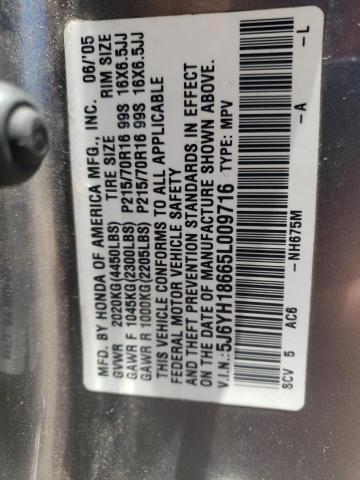 MFD. BY HONDA OF AMERICA MFG., INC. 06/'05
GVWR 2020KG(4450LBS) TIRE SIZE RIM SIZE
GAWR F 1045KG(2300LBS) P215/70R16 99S 16X6.5JJ
GAWR R 1000KG(2205LBS) P215/70R16 99S 16X6.5JJ
THIS VEHICLE CONFORMS TO ALL APPLICABLE
FEDERAL MOTOR VEHICLE SAFETY
AND THEFT PREVENTION STANDARDS IN EFFECT
ON THE DATE OF MANUFACTURE SHOWN ABOVE.
V.I.N.:5J6YH18665L009716 TYPE: MPV
-NH675M -A -L
SCV 5 AC6